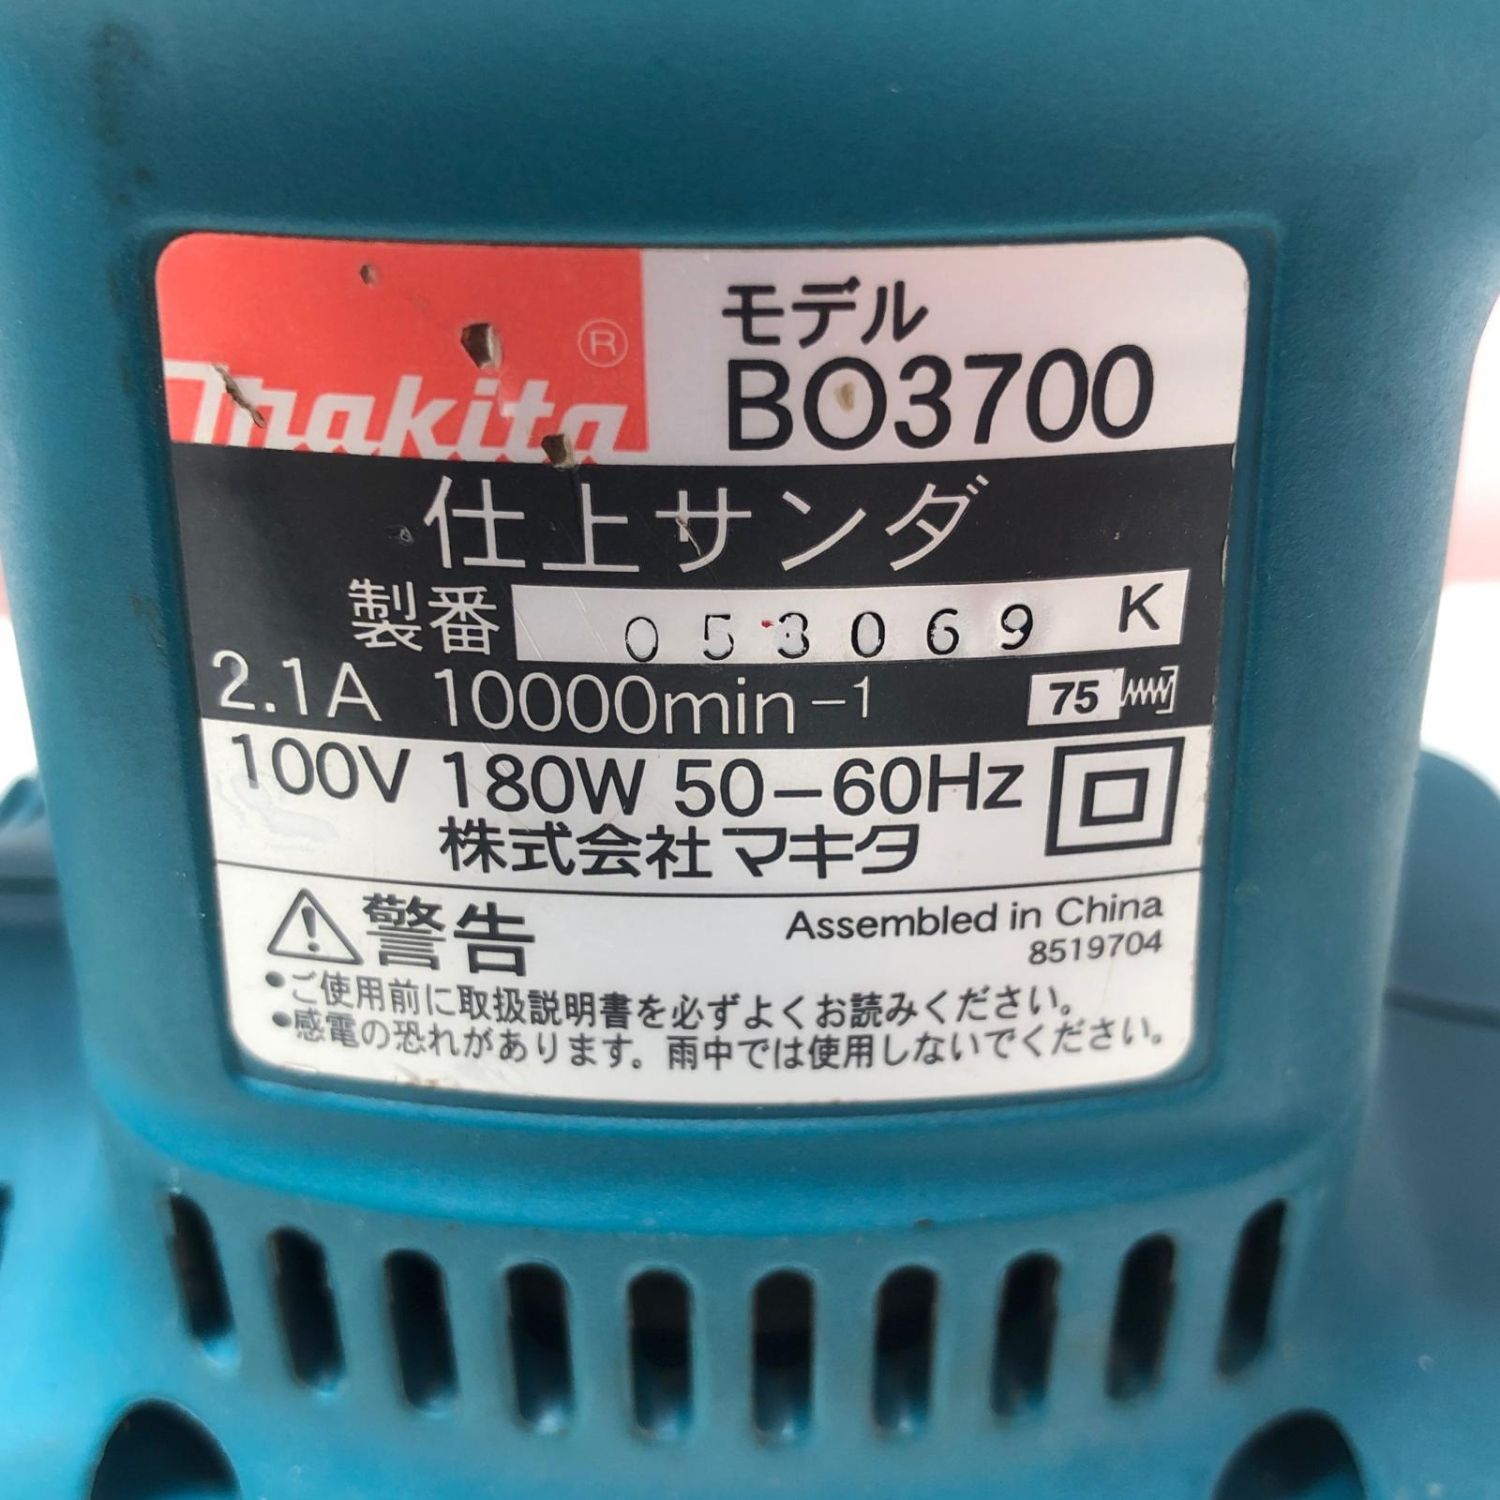 makita ®
モデル
BO3700
仕上サンダ
製番 053069 K
2.1A 10000min⁻¹ 75
100V 180W 50-60Hz
株式会社マキタ
警告
Assembled in China
8519704
•ご使用前に取扱説明書を必ずよくお読みください。
•感電の恐れがあります。雨中では使用しないでください。